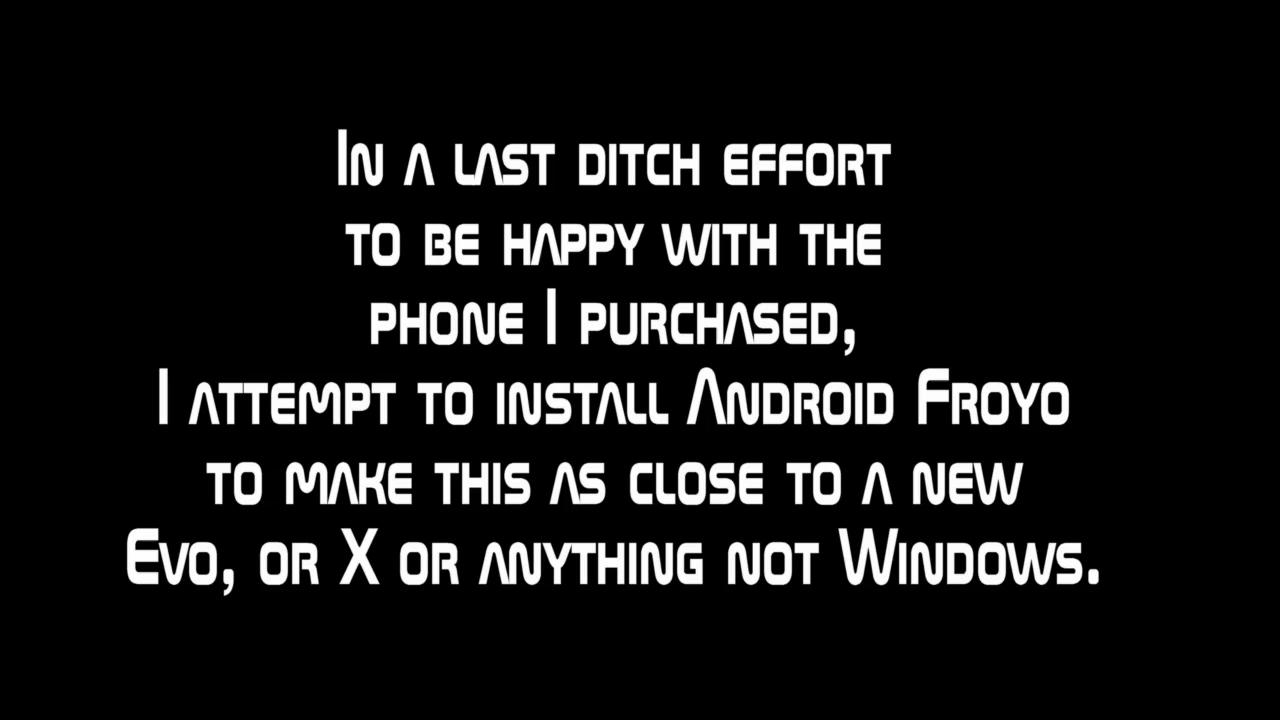 In a last ditch effort
to be happy with the
phone I purchased,
I attempt to install Android Froyo
to make this as close to a new
Evo, or X or anything not Windows.